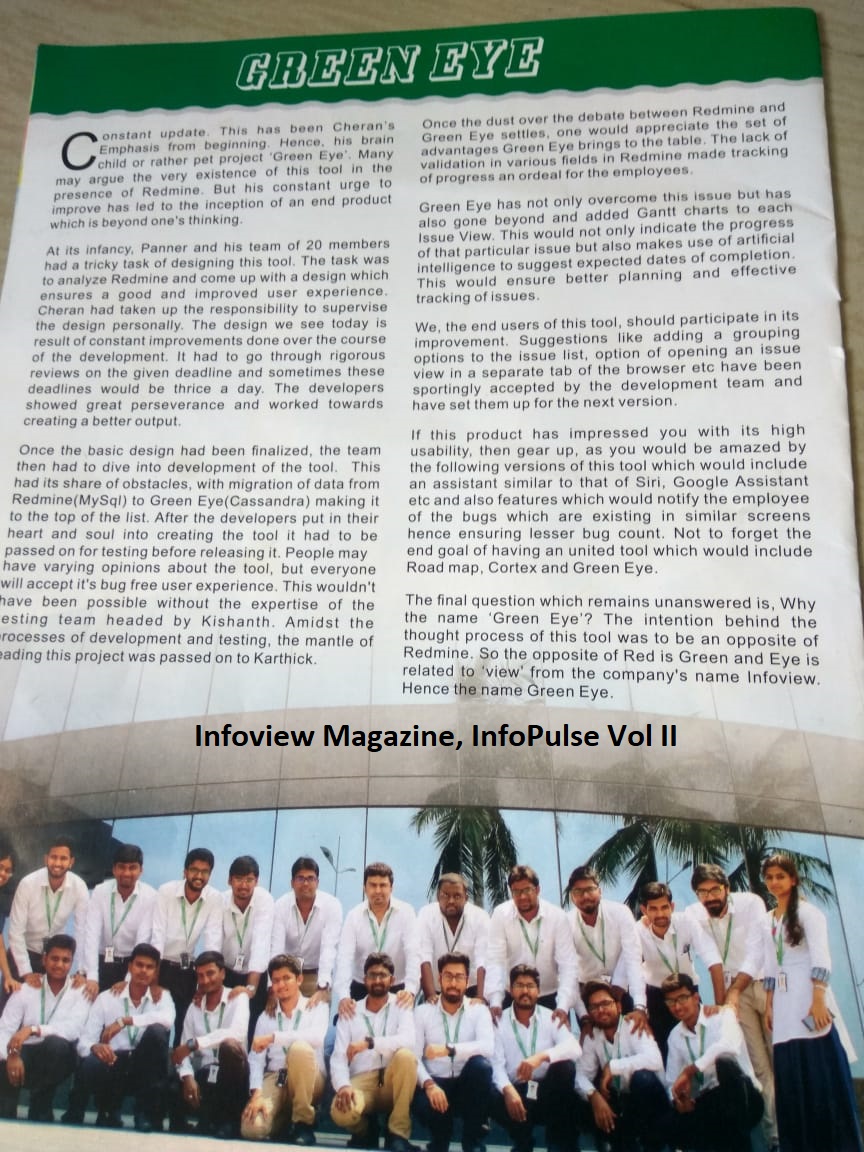 GREEN EYE
Constant update. This has been Cheran's
Emphasis from beginning. Hence, his brain
child or rather pet project 'Green Eye'. Many
may argue the very existence of this tool in the
presence of Redmine. But his constant urge to
improve has led to the inception of an end product
which is beyond one's thinking.
At its infancy, Panner and his team of 20 members
had a tricky task of designing this tool. The task was
to analyze Redmine and come up with a design which
ensures a good and improved user experience.
Cheran had taken up the responsibility to supervise
the design personally. The design we see today is
result of constant improvements done over the course
of the development. It had to go through rigorous
reviews on the given deadline and sometimes these
deadlines would be thrice a day. The developers
showed great perseverance and worked towards
creating a better output.
Once the basic design had been finalized, the team
then had to dive into development of the tool. This
had its share of obstacles, with migration of data from
Redmine(MySql) to Green Eye(Cassandra) making it
to the top of the list. After the developers put in their
heart and soul into creating the tool it had to be
passed on for testing before releasing it. People may
have varying opinions about the tool, but everyone
will accept it's bug free user experience. This wouldn't
have been possible without the expertise of the
esting team headed by Kishanth. Amidst the
rocesses of development and testing, the mantle of
eading this project was passed on to Karthick.
Once the dust over the debate between Redmine and
Green Eye settles, one would appreciate the set of
advantages Green Eye brings to the table. The lack of
validation in various fields in Redmine made tracking
of progress an ordeal for the employees.
Green Eye has not only overcome this issue but has
also gone beyond and added Gantt charts to each
Issue View. This would not only indicate the progress
of that particular issue but also makes use of artificial
intelligence to suggest expected dates of completion.
This would ensure better planning and effective
tracking of issues.
We, the end users of this tool, should participate in its
improvement. Suggestions like adding a grouping
options to the issue list, option of opening an issue
view in a separate tab of the browser etc have been
sportingly accepted by the development team and
have set them up for the next version.
If this product has impressed you with its high
usability, then gear up, as you would be amazed by
the following versions of this tool which would include
an assistant similar to that of Siri, Google Assistant
etc and also features which would notify the employee
of the bugs which are existing in similar screens
hence ensuring lesser bug count. Not to forget the
end goal of having an united tool which would include
Road map, Cortex and Green Eye.
The final question which remains unanswered is, Why
the name 'Green Eye'? The intention behind the
thought process of this tool was to be an opposite of
Redmine. So the opposite of Red is Green and Eye is
related to 'view' from the company's name Infoview.
Hence the name Green Eye.
Infoview Magazine, InfoPulse Vol II